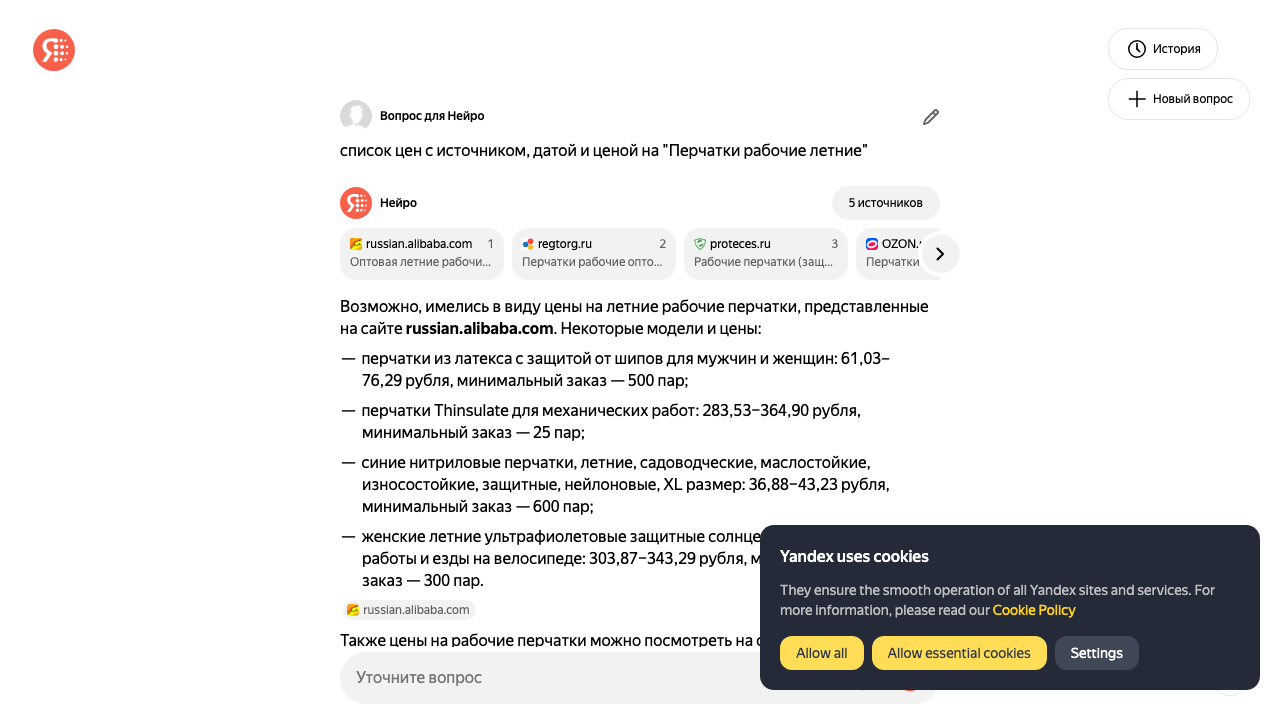 История
Новый вопрос
Вопрос для Нейро
список цен с источником, датой и ценой на "Перчатки рабочие летние"
Нейро
5 источников
russian.alibaba.com 1
Оптовая летние рабочи...
regtorg.ru 2
Перчатки рабочие опто...
proteces.ru 3
Рабочие перчатки (защ...
OZON.
Перчатки
Возможно, имелись в виду цены на летние рабочие перчатки, представленные
на сайте russian.alibaba.com. Некоторые модели и цены:
— перчатки из латекса с защитой от шипов для мужчин и женщин: 61,03–
76,29 рубля, минимальный заказ — 500 пар;
— перчатки Thinsulate для механических работ: 283,53–364,90 рубля,
минимальный заказ — 25 пар;
— синие нитриловые перчатки, летние, садоводческие, маслостойкие,
износостойкие, защитные, нейлоновые, XL размер: 36,88–43,23 рубля,
минимальный заказ — 600 пар;
— женские летние ультрафиолетовые защитные солнце
работы и езды на велосипеде: 303,87–343,29 рубля,
заказ — 300 пар.
russian.alibaba.com
Также цены на рабочие перчатки можно посмотреть на
Уточните вопрос
Yandex uses cookies
They ensure the smooth operation of all Yandex sites and services. For
more information, please read our Cookie Policy
Allow all
Allow essential cookies
Settings